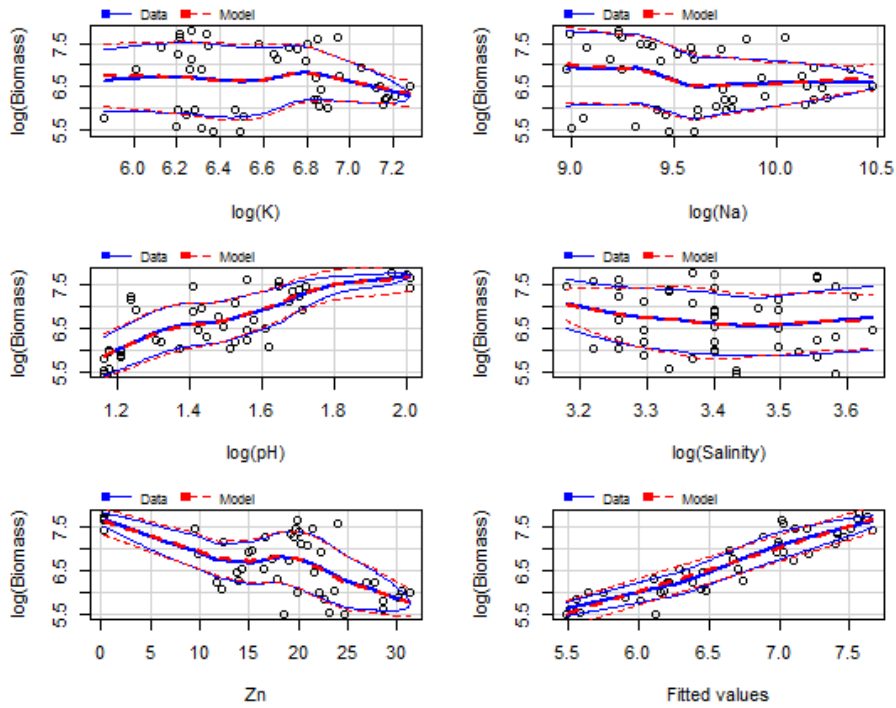 Data Model
Data Model
log(Biomass)
5.5 6.5 7.5
log(Biomass)
5.5 6.5 7.5
6.0 6.2 6.4 6.6 6.8 7.0 7.2
9.0 9.5 10.0 10.5
log(K)
log(Na)
Data Model
Data Model
log(Biomass)
5.5 6.5 7.5
log(Biomass)
5.5 6.5 7.5
1.2 1.4 1.6 1.8 2.0
3.2 3.3 3.4 3.5 3.6
log(pH)
log(Salinity)
Data Model
Data Model
log(Biomass)
5.5 6.5 7.5
log(Biomass)
5.5 6.5 7.5
0 5 10 15 20 25 30
5.5 6.0 6.5 7.0 7.5
Zn
Fitted values